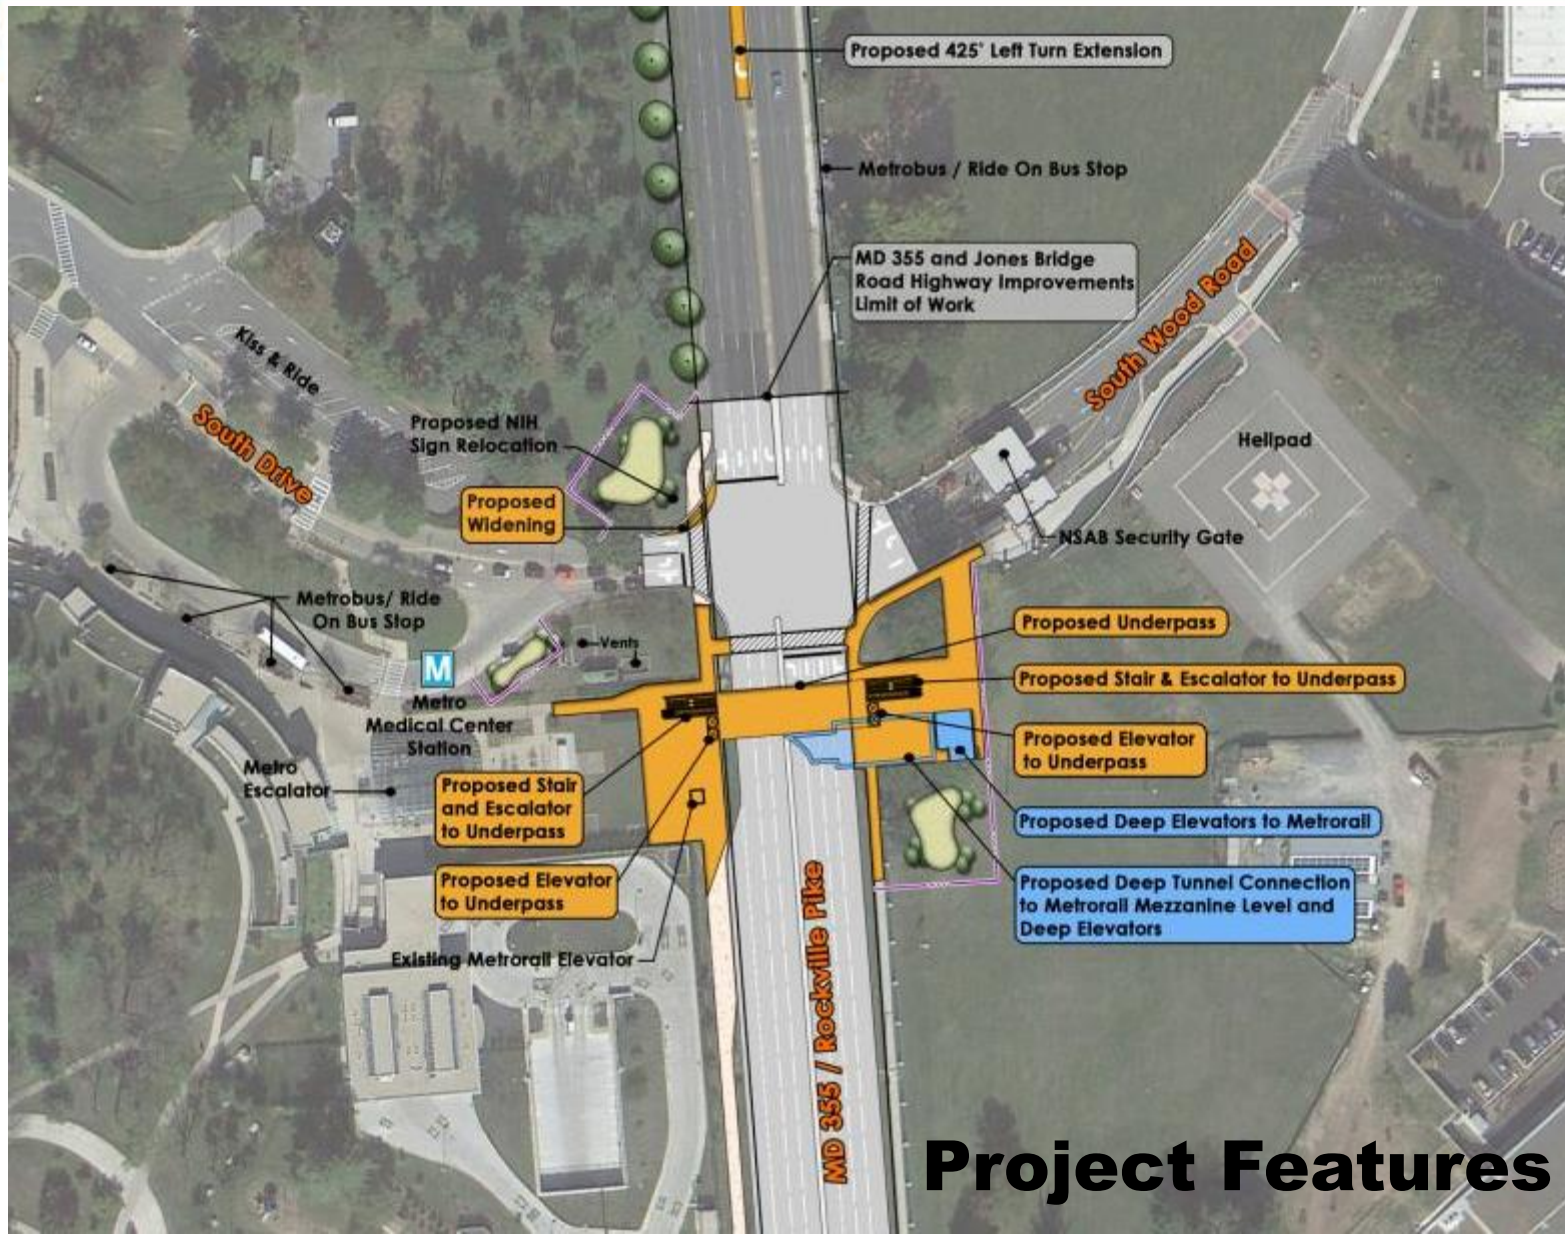 Proposed 425' Left Turn Extension
Metrobus / Ride On Bus Stop
MD 355 and Jones Bridge
Road Highway Improvements
Limit of Work
South Wood Road
Kiss & Ride
South Drive
Proposed NIH
Sign Relocation
Helipad
Proposed
Widening
NSAB Security Gate
Metrobus/ Ride
On Bus Stop
Vents
M
Metro
Medical Center
Station
Proposed Underpass
Proposed Stair & Escalator to Underpass
Proposed Elevator
to Underpass
Metro
Escalator
Proposed Stair
and Escalator
to Underpass
Proposed Deep Elevators to Metrorail
Proposed Elevator
to Underpass
Proposed Deep Tunnel Connection
to Metrorail Mezzanine Level and
Deep Elevators
Existing Metrorail Elevator
MD 355 / Rockville Pike
Project Features